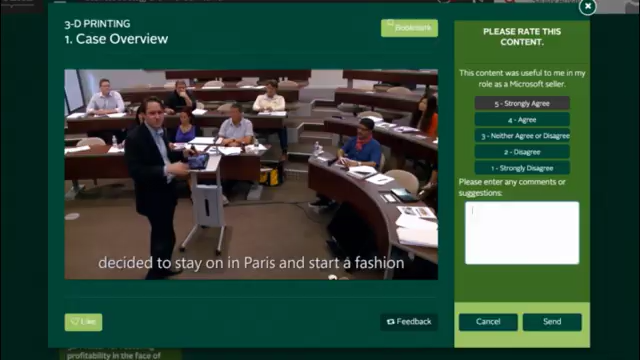 3-D PRINTING
1. Case Overview
Bookmark
decided to stay on in Paris and start a fashion
Like
Feedback
PLEASE RATE THIS
CONTENT.
This content was useful to me in my
role as a Microsoft seller.
5 - Strongly Agree
4 - Agree
3 - Neither Agree or Disagree
2 - Disagree
1 - Strongly Disagree
Please enter any comments or
suggestions:
Cancel
Send
profitability in the face of